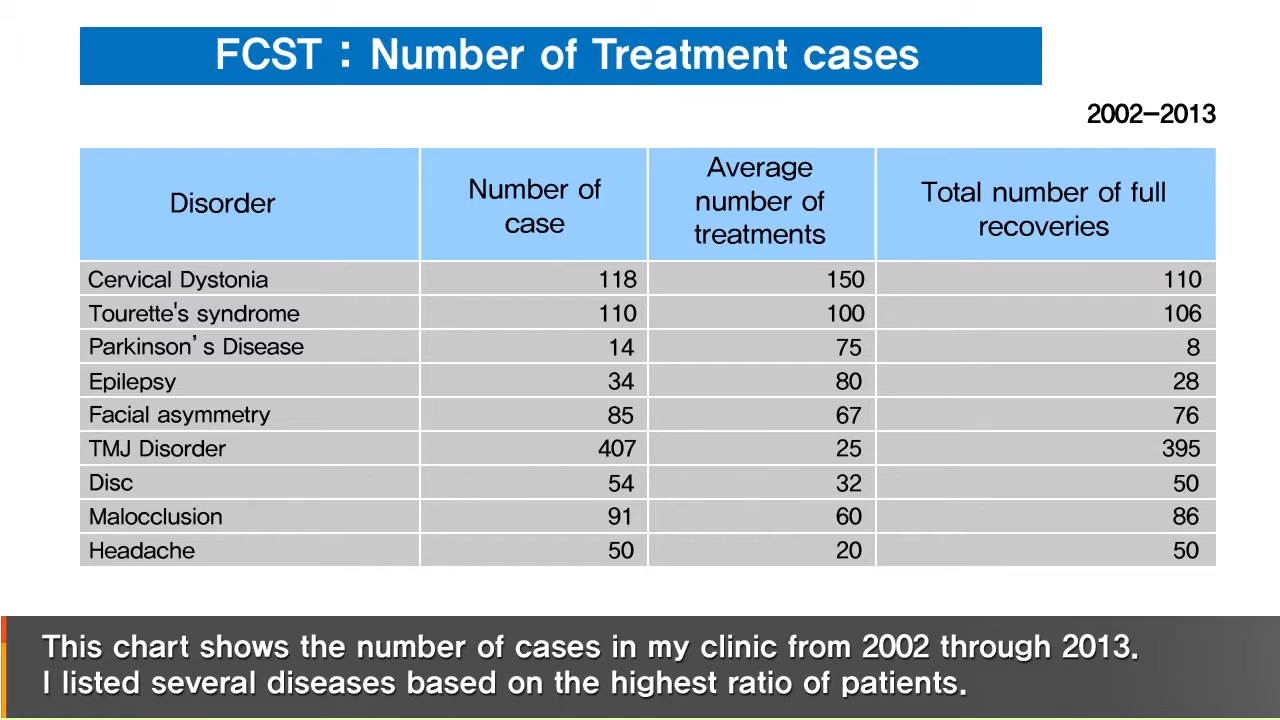 FCST : Number of Treatment cases
2002-2013
Disorder
Number of
case
Average
number of
treatments
Total number of full
recoveries
Cervical Dystonia 118 150 110
Tourette's syndrome 110 100 106
Parkinson’s Disease 14 75 8
Epilepsy 34 80 28
Facial asymmetry 85 67 76
TMJ Disorder 407 25 395
Disc 54 32 50
Malocclusion 91 60 86
Headache 50 20 50
This chart shows the number of cases in my clinic from 2002 through 2013.
I listed several diseases based on the highest ratio of patients.